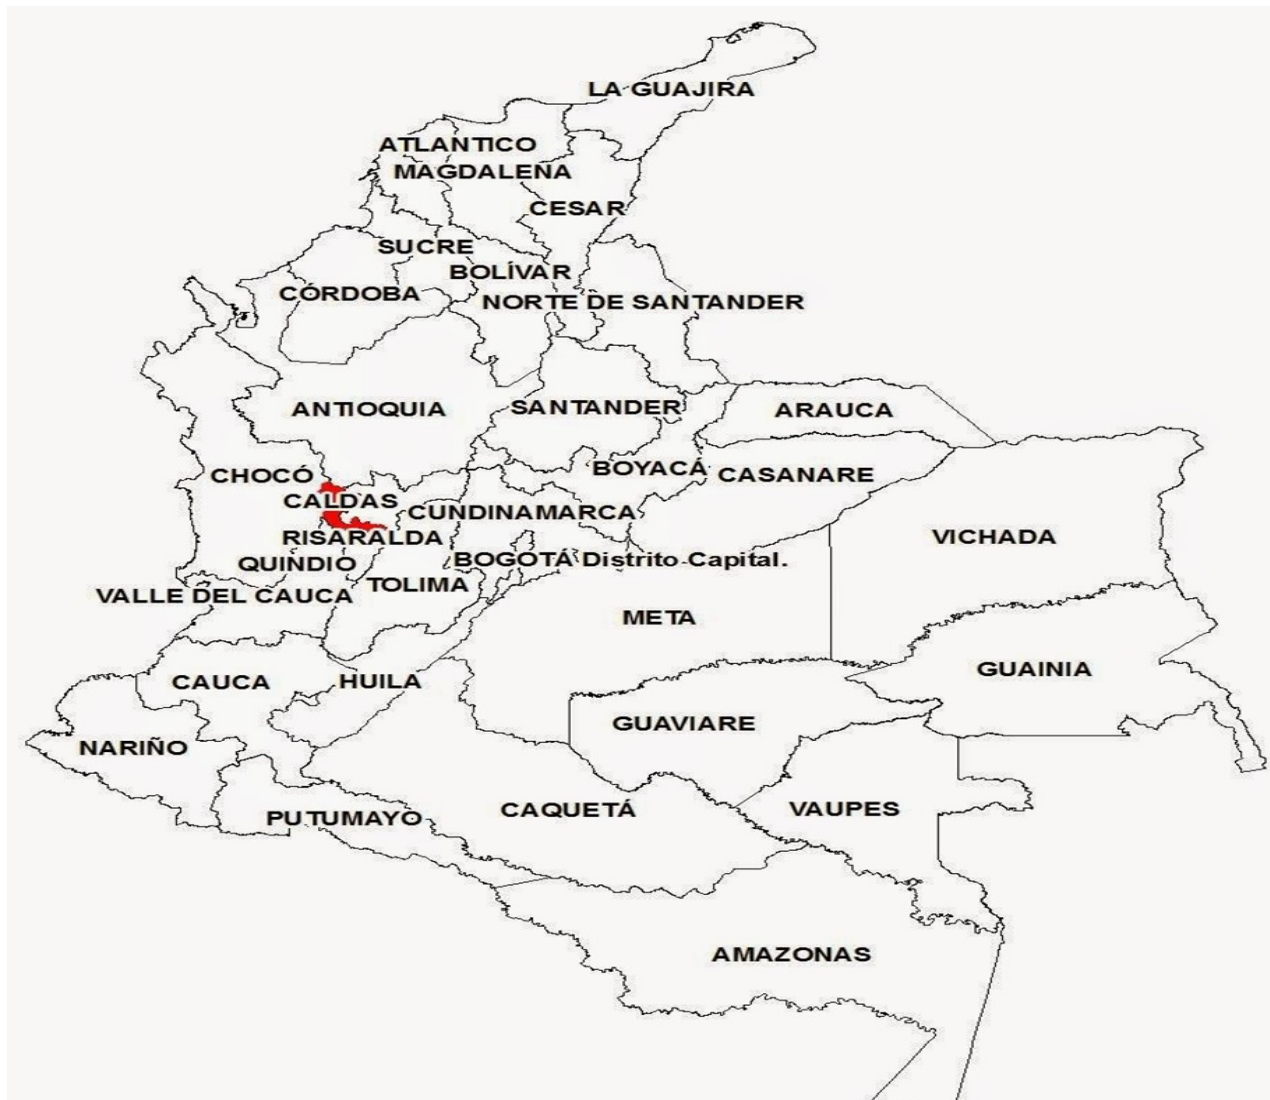 LA GUAJIRA
ATLANTICO
MAGDALENA
CESAR
SUCRE
BOLÍVAR
CÓRDOBA
NORTE DE SANTANDER
ANTIOQUIA
SANTANDER
ARAUCA
CHOCÓ
BOYACÁ
CASANARE
CALDAS
CUNDINAMARCA
RISARALDA
VICHADA
QUINDIO
BOGOTÁ Distrito Capital.
TOLIMA
VALLE DEL CAUCA
META
GUAINIA
CAUCA
HUILA
GUAVIARE
NARIÑO
CAQUETÁ
VAUPES
PUTUMAYO
AMAZONAS